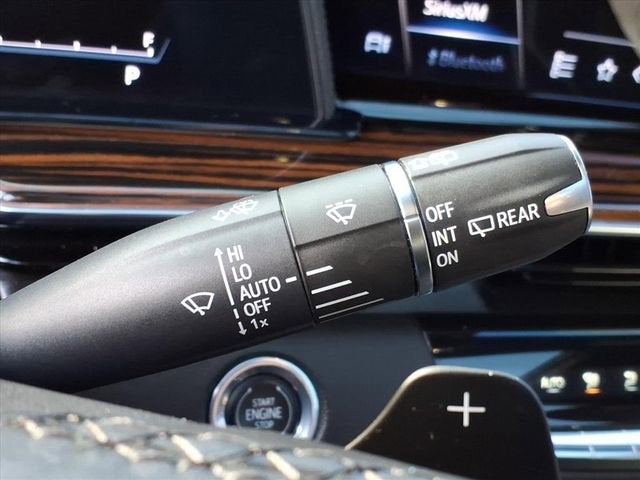 F
P
SiriusXM
Bluetooth
HI
LO
AUTO
OFF
1x
OFF
INT
ON
REAR
START
ENGINE
STOP
+
AUTO